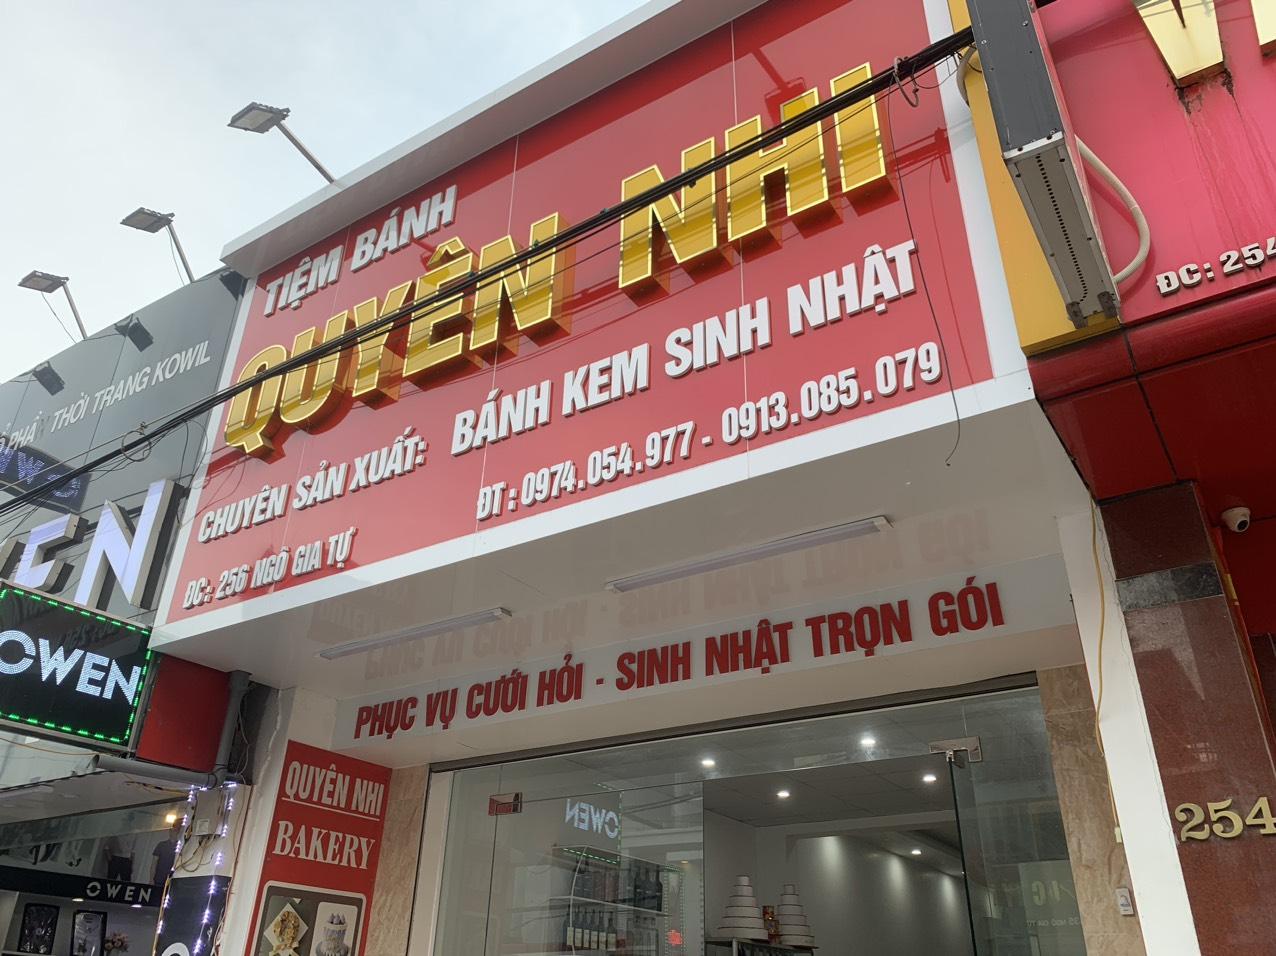 TIỆM BÁNH
QUYÊN NHI
CHUYÊN SẢN XUẤT: BÁNH KEM SINH NHẬT
ĐC: 256 NGÔ GIA TỰ
ĐT: 0974.054.977 - 0913.085.079
PHỤC VỤ CƯỚI HỎI - SINH NHẬT TRỌN GÓI
QUYÊN NHI
BAKERY
THỜI TRANG KOWIL
OWEN
OWEN
OWEN
ĐC: 254
254